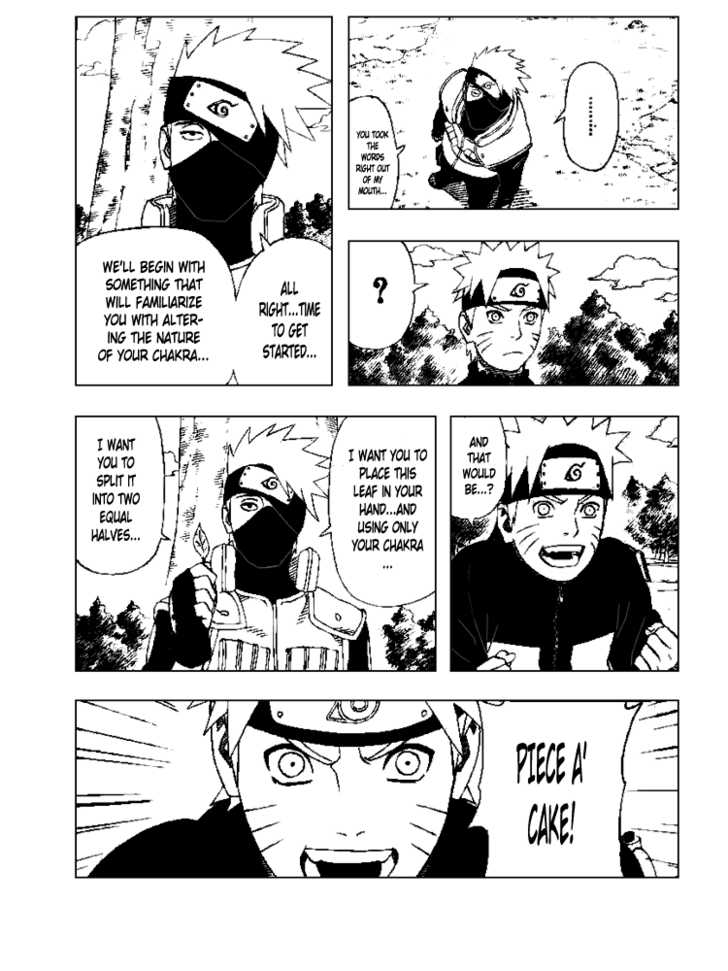 .......
YOU TOOK
THE
WORDS
RIGHT OUT
OF MY
MOUTH...
?
ALL
RIGHT...TIME
TO GET
STARTED...
WE'LL BEGIN WITH
SOMETHING THAT
WILL FAMILIARIZE
YOU WITH ALTER-
ING THE NATURE
OF YOUR CHAKRA...
AND
THAT
WOULD
BE...?
I WANT YOU TO
PLACE THIS
LEAF IN YOUR
HAND...AND
USING ONLY
YOUR CHAKRA
...
I WANT
YOU TO
SPLIT IT
INTO TWO
EQUAL
HALVES...
PIECE A'
CAKE!